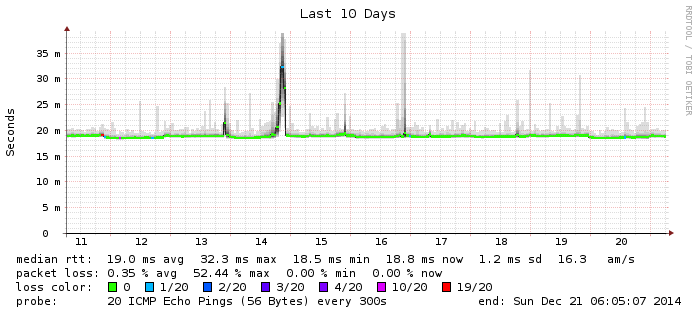 Last 10 Days
RRDTOOL / TOBI OETIKER
Seconds
35 m
30 m
25 m
20 m
15 m
10 m
5 m
0
11 12 13 14 15 16 17 18 19 20
median rtt: 19.0 ms avg 32.3 ms max 18.5 ms min 18.8 ms now 1.2 ms sd 16.3 am/s
packet loss: 0.35 % avg 52.44 % max 0.00 % min 0.00 % now
loss color: 0 1/20 2/20 3/20 4/20 10/20 19/20
probe: 20 ICMP Echo Pings (56 Bytes) every 300s end: Sun Dec 21 06:05:07 2014